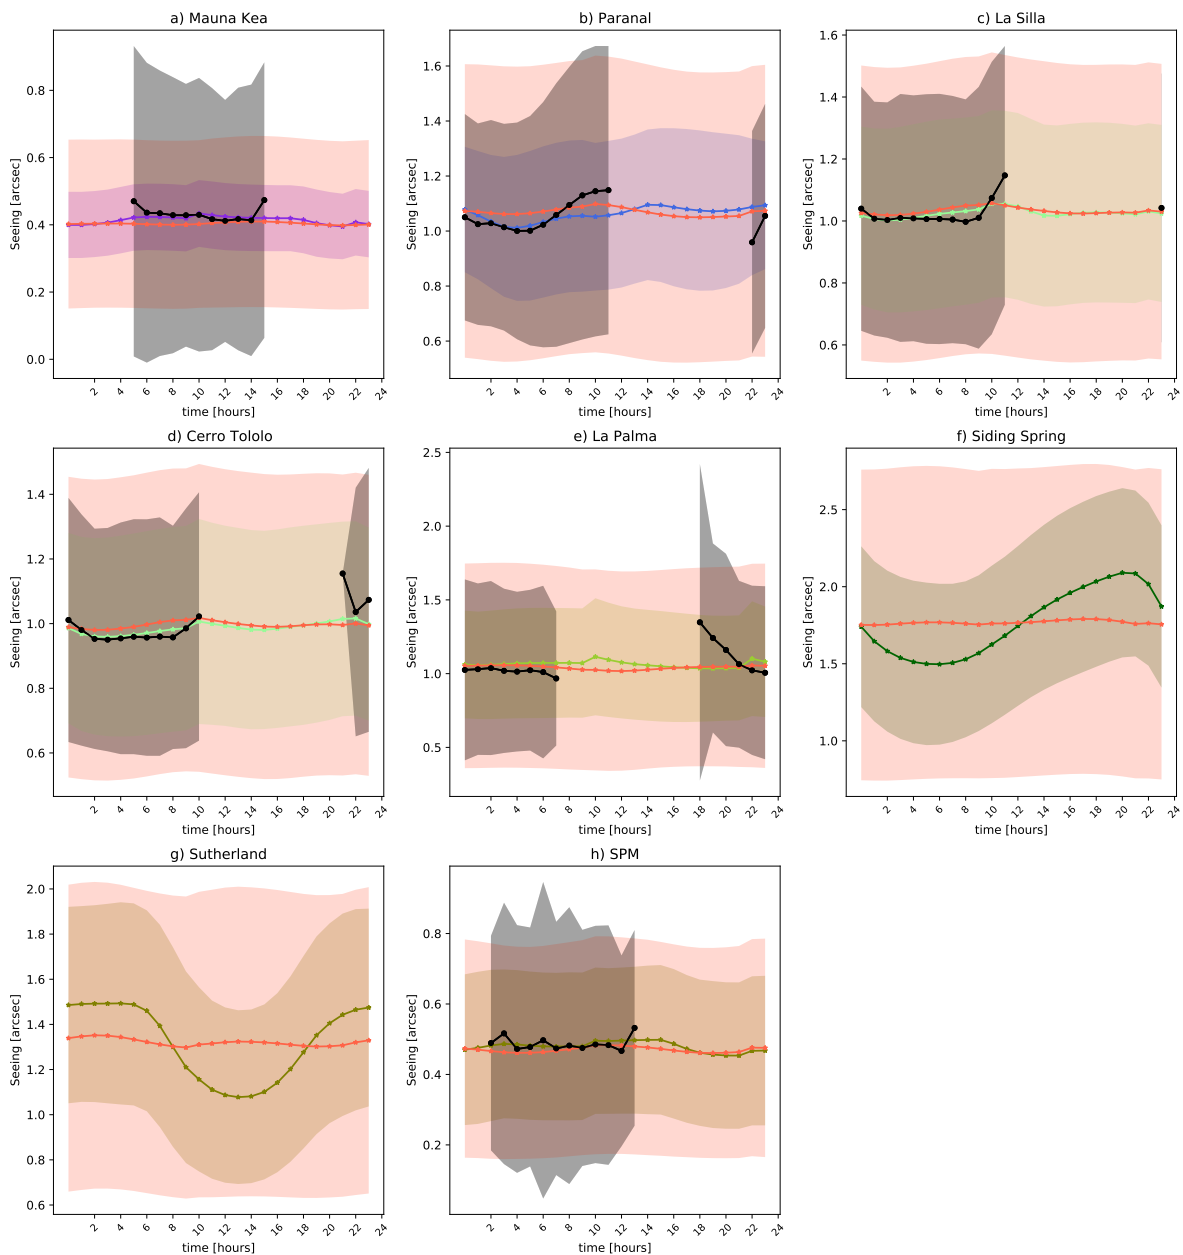 a) Mauna Kea
b) Paranal
c) La Silla
Seeing [arcsec]
0.8
0.6
0.4
0.2
0.0
2 4 6 8 10 12 14 16 18 20 22 24
time [hours]
Seeing [arcsec]
1.6
1.4
1.2
1.0
0.8
0.6
2 4 6 8 10 12 14 16 18 20 22 24
time [hours]
Seeing [arcsec]
1.6
1.4
1.2
1.0
0.8
0.6
2 4 6 8 10 12 14 16 18 20 22 24
time [hours]
d) Cerro Tololo
e) La Palma
f) Siding Spring
Seeing [arcsec]
1.4
1.2
1.0
0.8
0.6
2 4 6 8 10 12 14 16 18 20 22 24
time [hours]
Seeing [arcsec]
2.5
2.0
1.5
1.0
0.5
2 4 6 8 10 12 14 16 18 20 22 24
time [hours]
Seeing [arcsec]
2.5
2.0
1.5
1.0
2 4 6 8 10 12 14 16 18 20 22 24
time [hours]
g) Sutherland
h) SPM
Seeing [arcsec]
2.0
1.8
1.6
1.4
1.2
1.0
0.8
0.6
2 4 6 8 10 12 14 16 18 20 22 24
time [hours]
Seeing [arcsec]
0.8
0.6
0.4
0.2
2 4 6 8 10 12 14 16 18 20 22 24
time [hours]